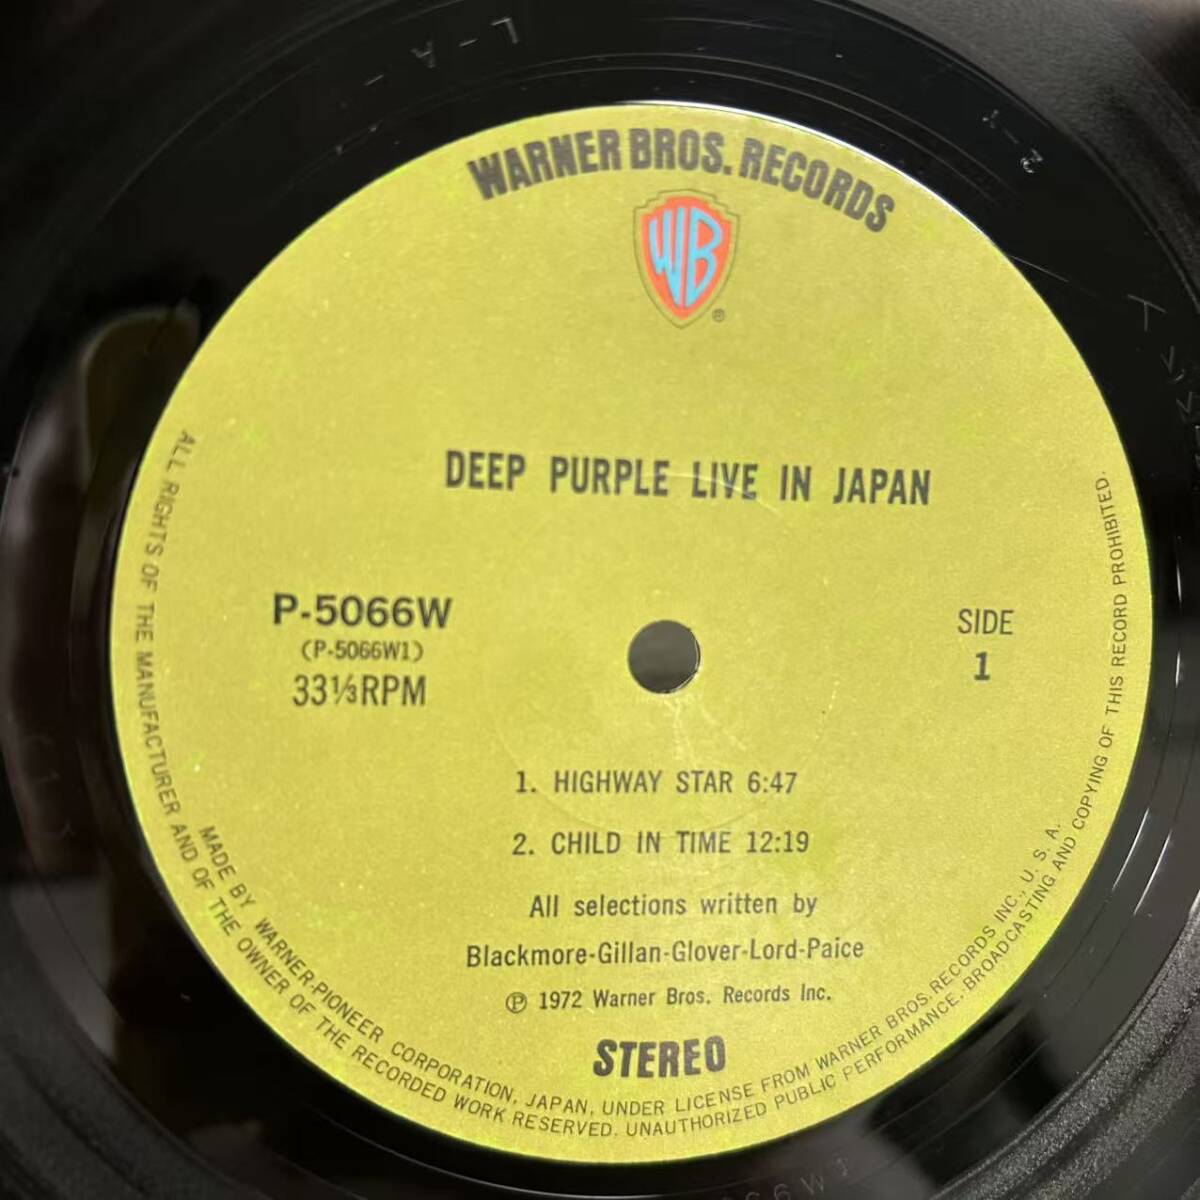 L-A-
2-1
WARNER BROS. RECORDS
WB
®
DEEP PURPLE LIVE IN JAPAN
P-5066W
(P-5066W1)
33⅓RPM
SIDE
1
1. HIGHWAY STAR 6:47
2. CHILD IN TIME 12:19
All selections written by
Blackmore-Gillan-Glover-Lord-Paice
℗ 1972 Warner Bros. Records Inc.
STEREO
MADE BY WARNER-PIONEER CORPORATION, JAPAN, UNDER LICENSE FROM WARNER BROS. RECORDS INC., U. S. A.
ALL RIGHTS OF THE MANUFACTURER AND OF THE OWNER OF THE RECORDED WORK RESERVED. UNAUTHORIZED PUBLIC PERFORMANCE, BROADCASTING AND COPYING OF THIS RECORD PROHIBITED.